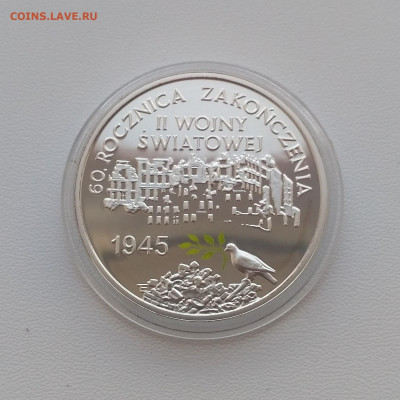 COINS.LAVE.RU
60. ROCZNICA ZAKOŃCZENIA
II WOJNY
ŚWIATOWEJ
1945